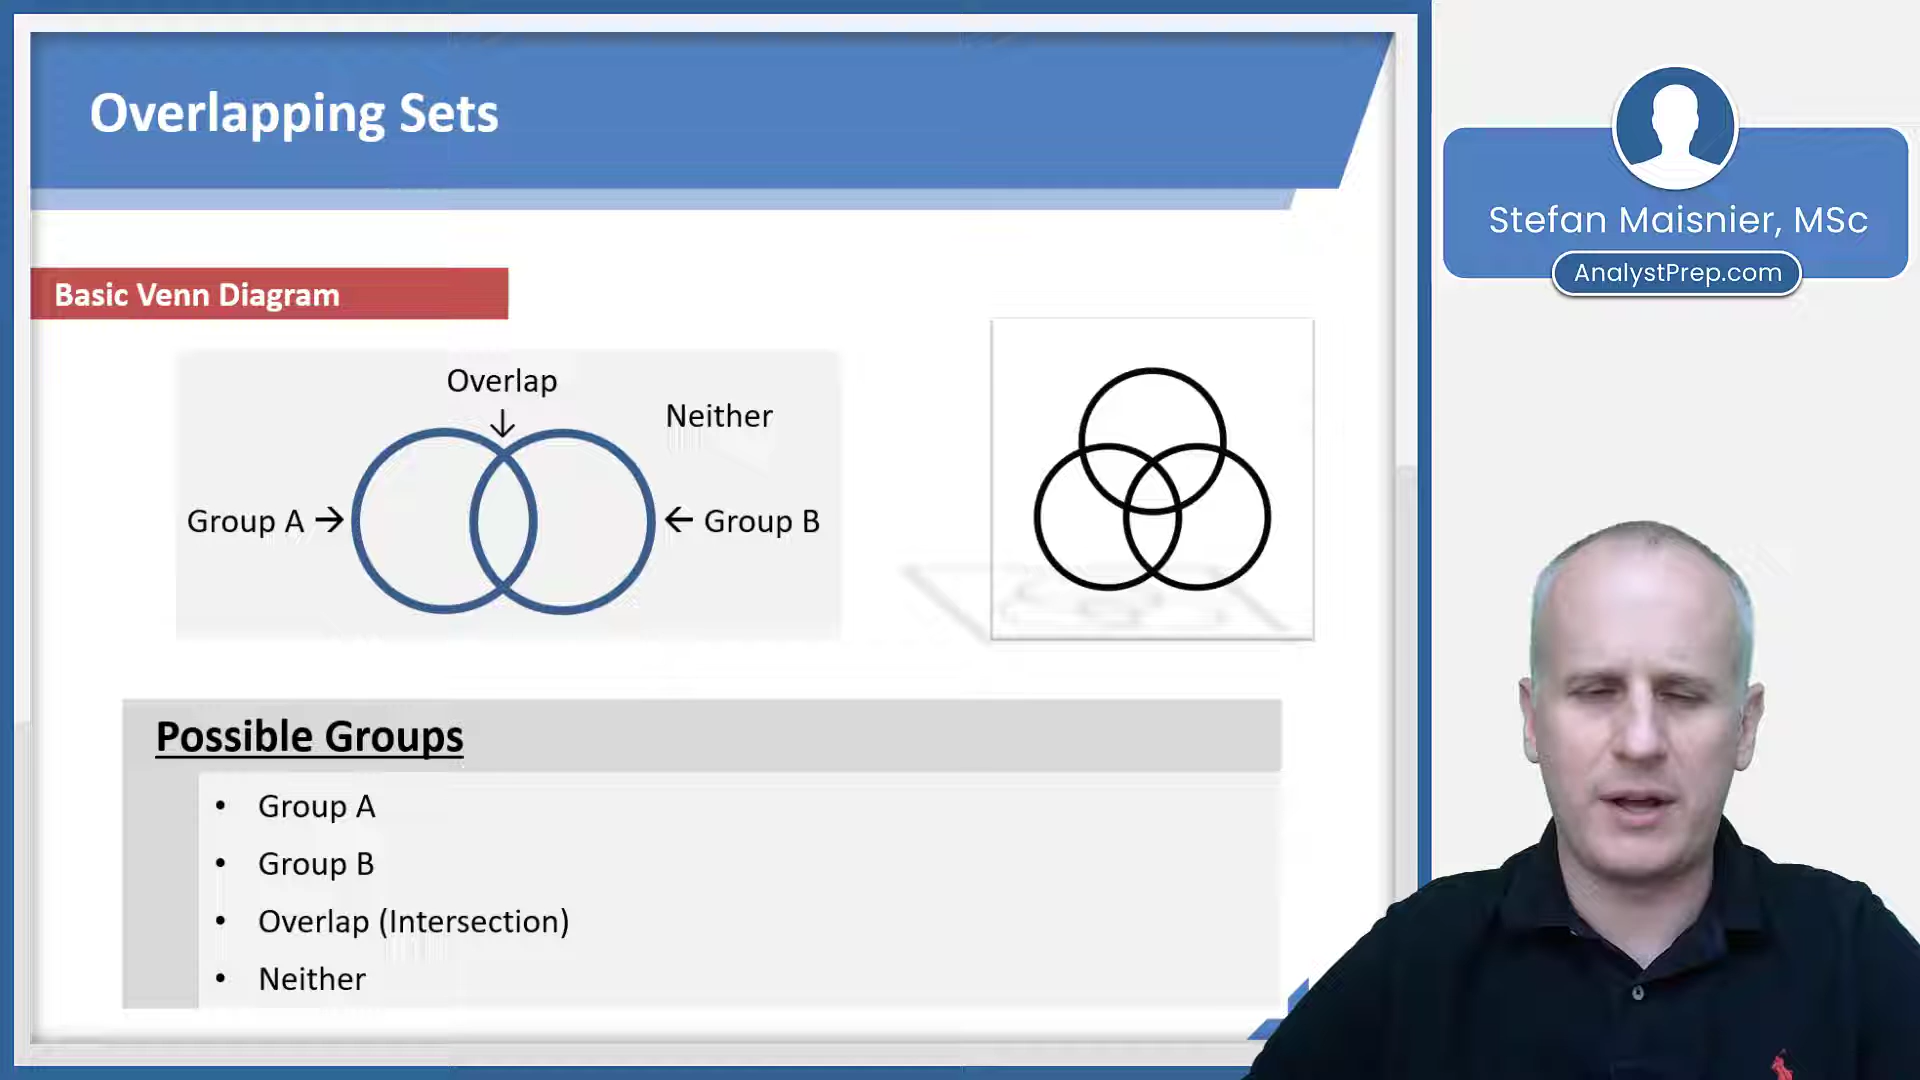 Overlapping Sets
Basic Venn Diagram
Overlap
Neither
Group A
Group B
Possible Groups
• Group A
• Group B
• Overlap (Intersection)
• Neither
Stefan Maisnier, MSc
AnalystPrep.com